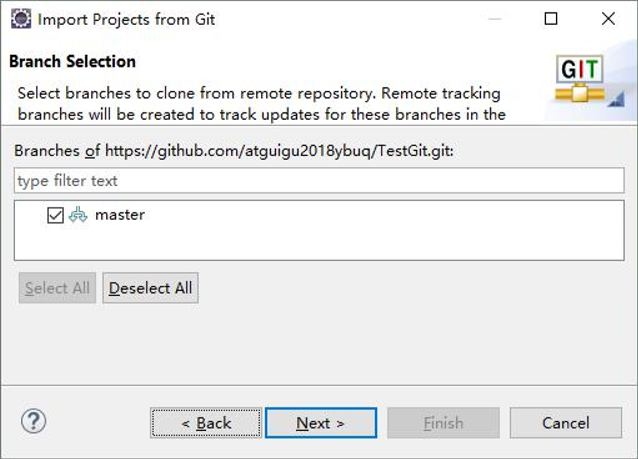 Import Projects from Git
Branch Selection
GIT
Select branches to clone from remote repository. Remote tracking
branches will be created to track updates for these branches in the
Branches of https://github.com/atguigu2018ybuq/TestGit.git:
type filter text
master
Select All Deselect All
? < Back Next > Finish Cancel